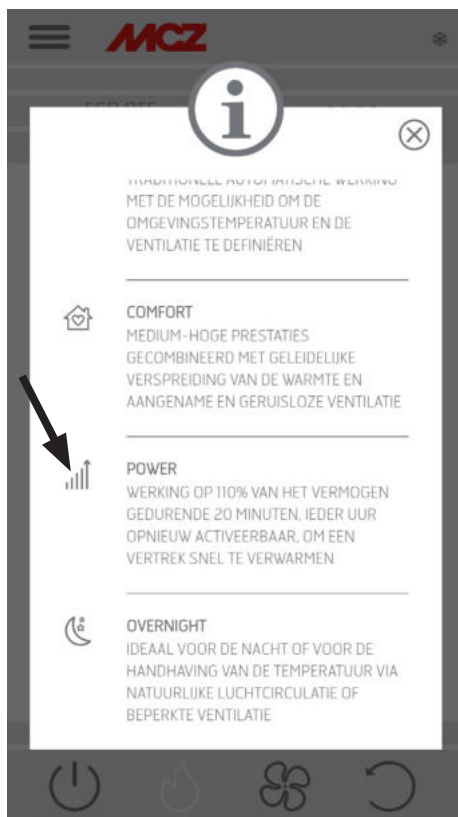 MCZ
ECO OFF
TRADITIONELE AUTOMATISCHE WERKING
MET DE MOGELIJKHEID OM DE
OMGEVINGSTEMPERATUUR EN DE
VENTILATIE TE DEFINIËREN
COMFORT
MEDIUM-HOGE PRESTATIES
GECOMBINEERD MET GELEIDELIJKE
VERSPREIDING VAN DE WARMTE EN
AANGENAME EN GERUISLOZE VENTILATIE
POWER
WERKING OP 110% VAN HET VERMOGEN
GEDURENDE 20 MINUTEN, IEDER UUR
OPNIEUW ACTIVEERBAAR, OM EEN
VERTREK SNEL TE VERWARMEN
OVERNIGHT
IDEAAL VOOR DE NACHT OF VOOR DE
HANDHAVING VAN DE TEMPERATUUR VIA
NATUURLIJKE LUCHTCIRCULATIE OF
BEPERKTE VENTILATIE